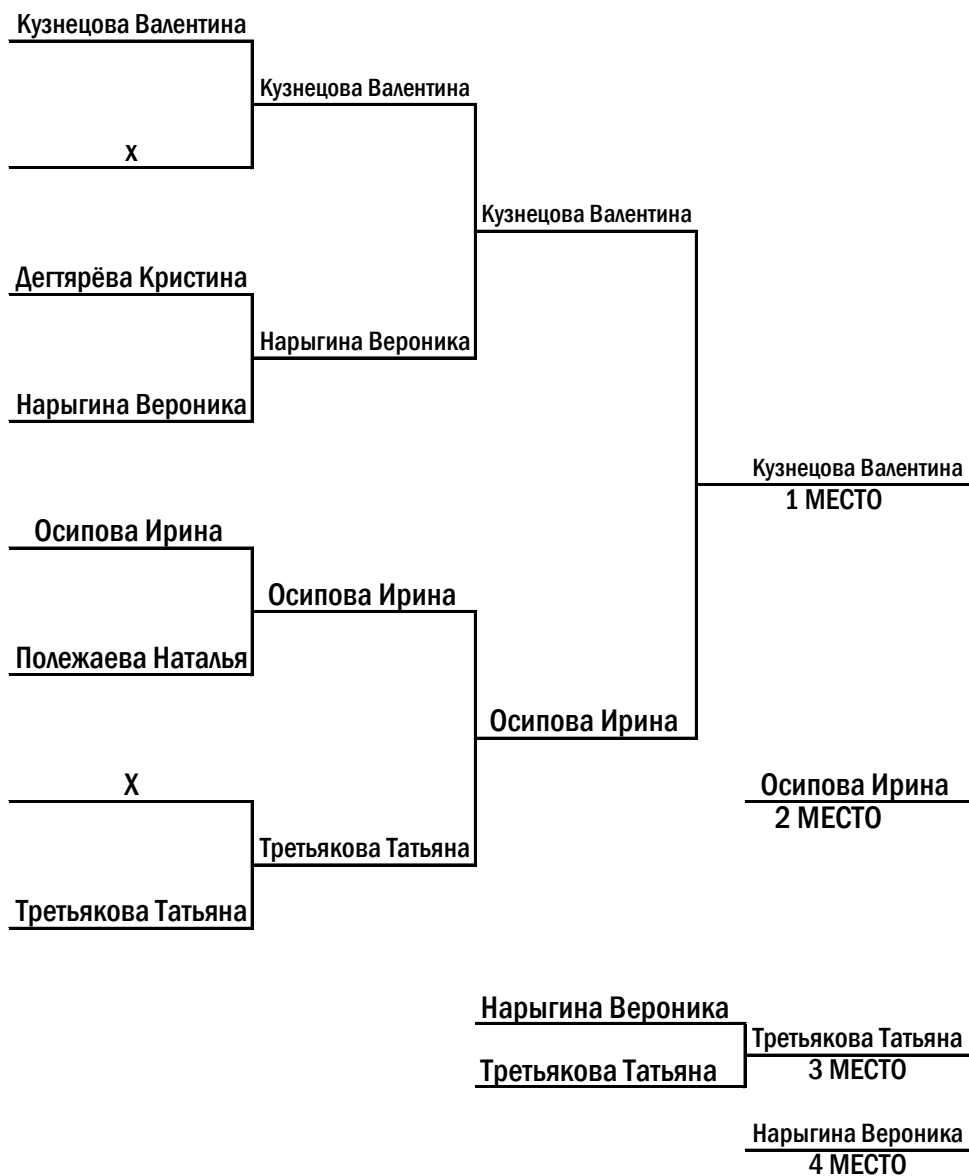 Кузнецова Валентина
Кузнецова Валентина
х
Кузнецова Валентина
Дегтярёва Кристина
Нарыгина Вероника
Нарыгина Вероника
Кузнецова Валентина
1 МЕСТО
Осипова Ирина
Осипова Ирина
Полежаева Наталья
Осипова Ирина
Х
Осипова Ирина
2 МЕСТО
Третьякова Татьяна
Третьякова Татьяна
Нарыгина Вероника
Третьякова Татьяна
Третьякова Татьяна
3 МЕСТО
Нарыгина Вероника
4 МЕСТО